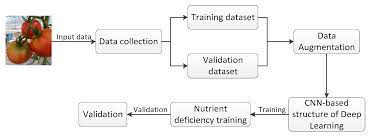 Input data
Data collection
Training dataset
Validation
dataset
Data
Augmentation
CNN-based
structure of Deep
Learning
Training
Nutrient
deficiency training
Validation
Validation